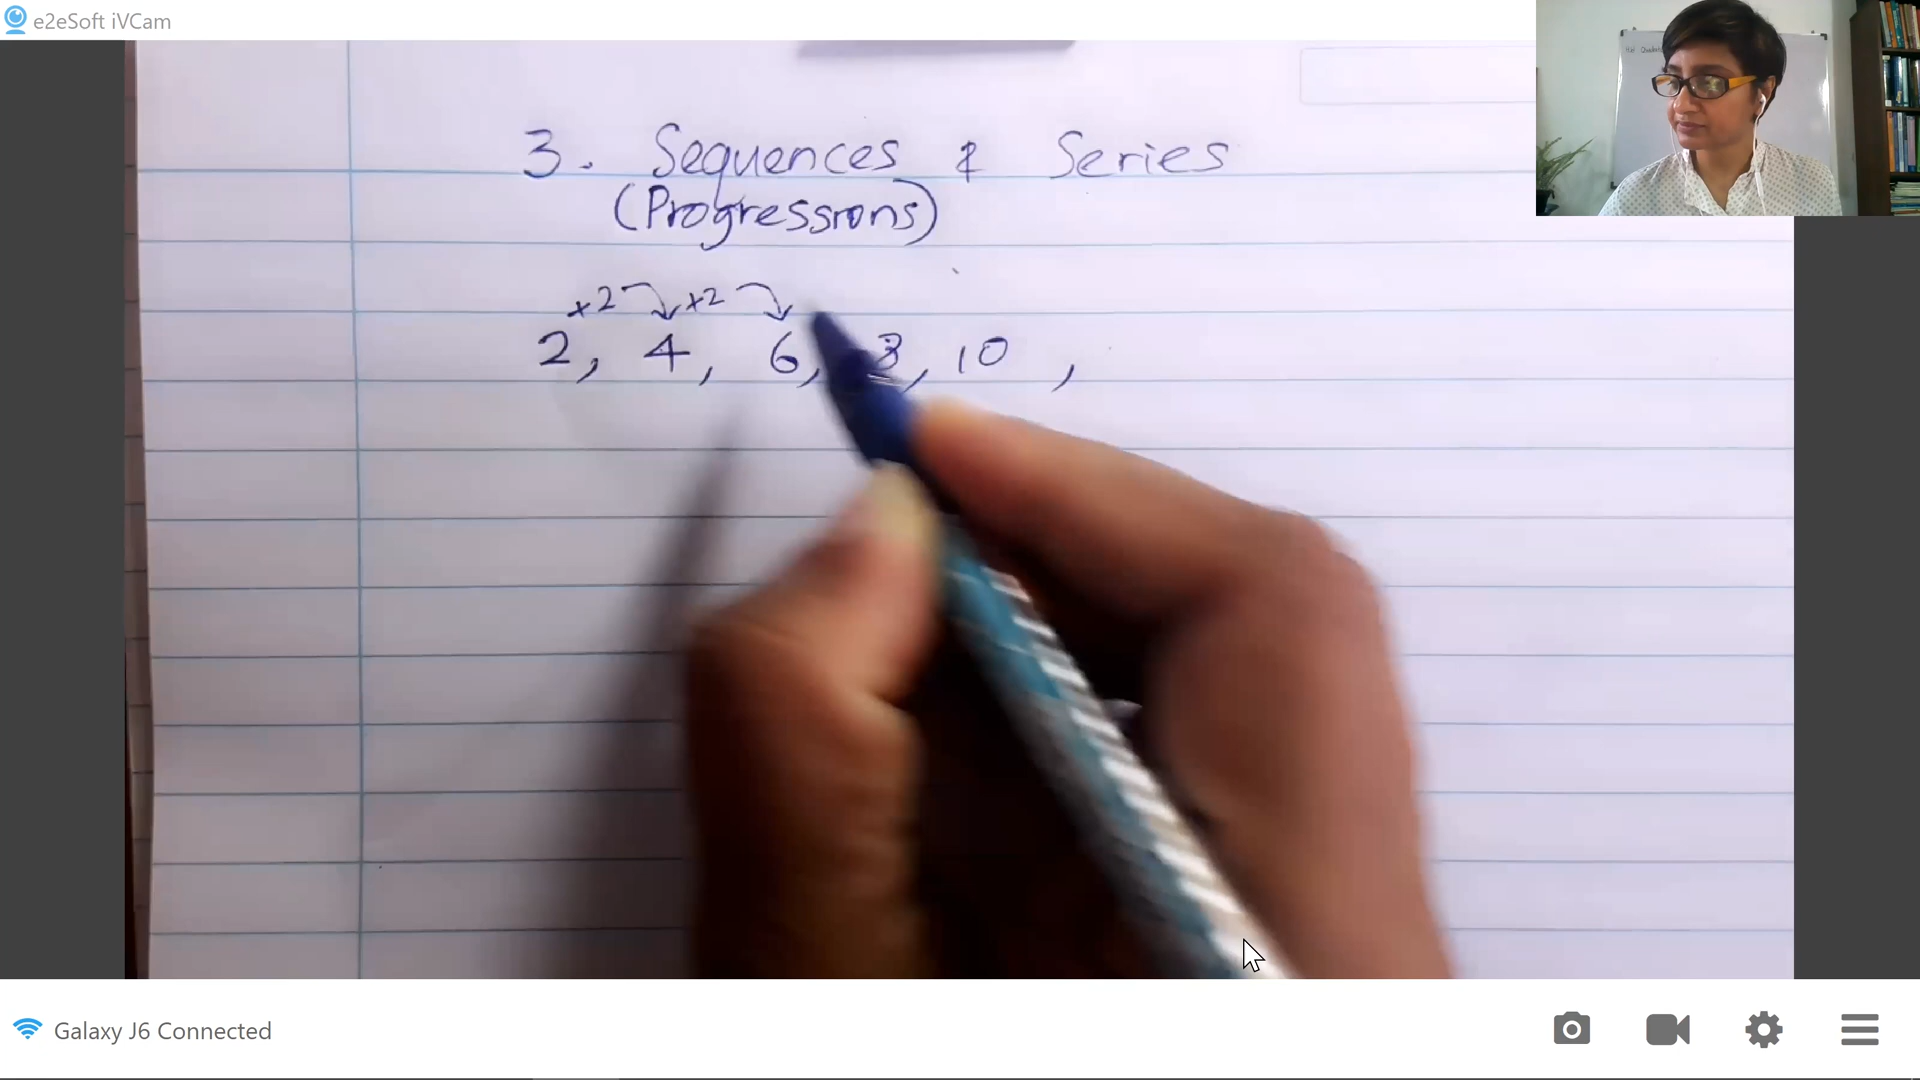 e2eSoft iVCam
3. Sequences & Series
(Progressions)
+2 +2
2, 4, 6, 8, 10 ,
Galaxy J6 Connected